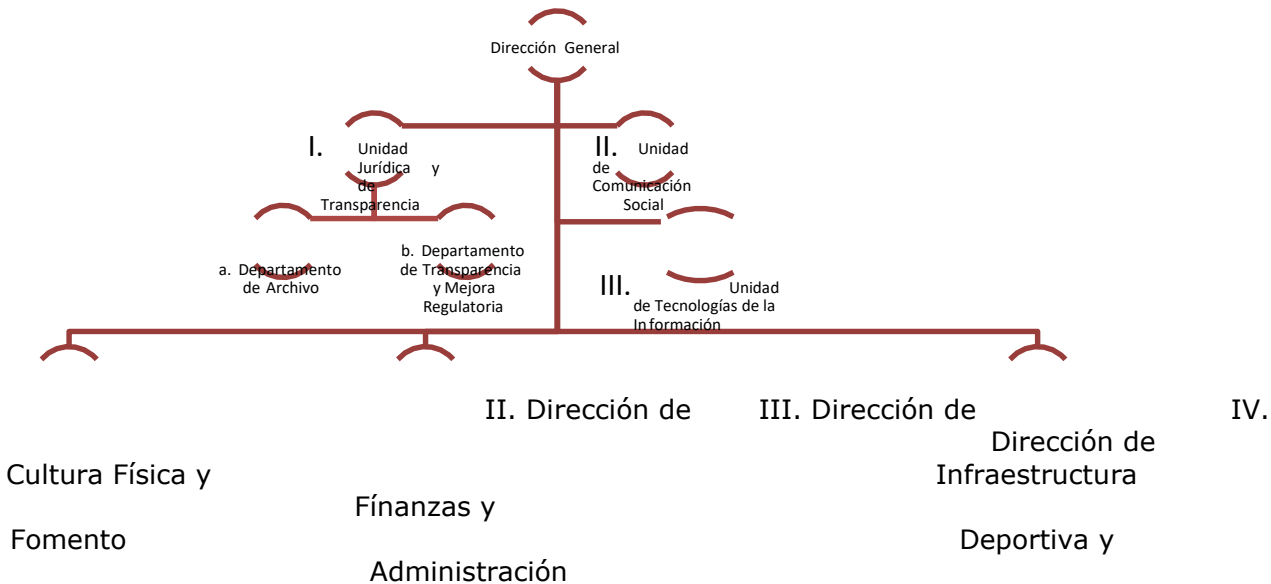 Dirección General
I. Unidad Jurídica y de Transparencia
II. Unidad de Comunicación Social
a. Departamento de Archivo
b. Departamento de Transparencia y Mejora Regulatoria
III. Unidad de Tecnologías de la Información
II. Dirección de III. Dirección de IV.
Dirección de
Cultura Física y Infraestructura
Fínanzas y
Fomento Deportiva y
Administración